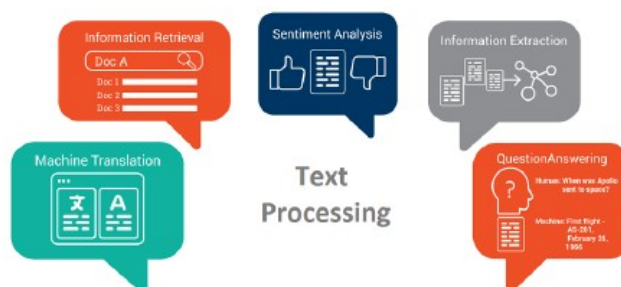 Information Retrieval
Doc A
Doc 1
Doc 2
Doc 3
Sentiment Analysis
Information Extraction
Machine Translation
文 A
Text
Processing
QuestionAnswering
?
Human: When was Apollo
sent to space?
Machine: First flight -
AS-201,
February 26,
1966